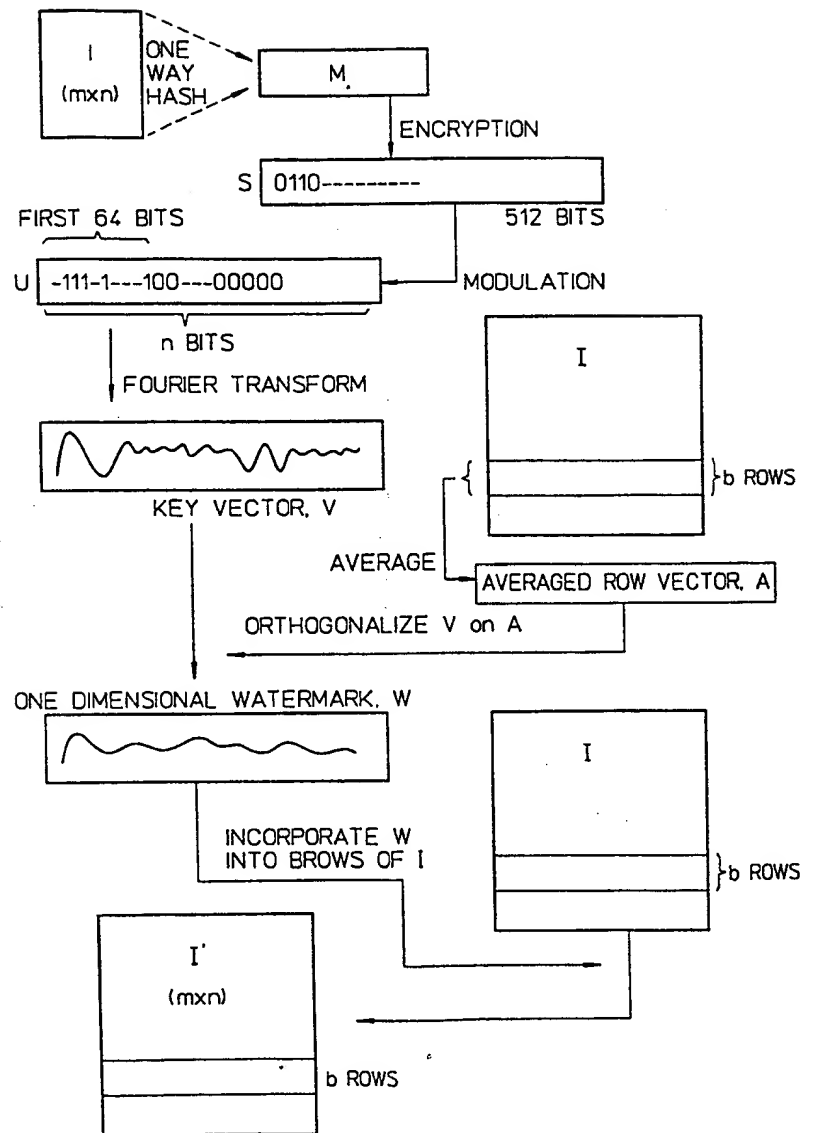 I
(mxn)
ONE
WAY
HASH
M
ENCRYPTION
S 0110---------
512 BITS
FIRST 64 BITS
U -111-1---100---00000
MODULATION
n BITS
FOURIER TRANSFORM
I
b ROWS
KEY VECTOR, V
AVERAGE
AVERAGED ROW VECTOR, A
ORTHOGONALIZE V on A
ONE DIMENSIONAL WATERMARK, W
I
INCORPORATE W
INTO BROWS OF I
b ROWS
I'
(mxn)
b ROWS